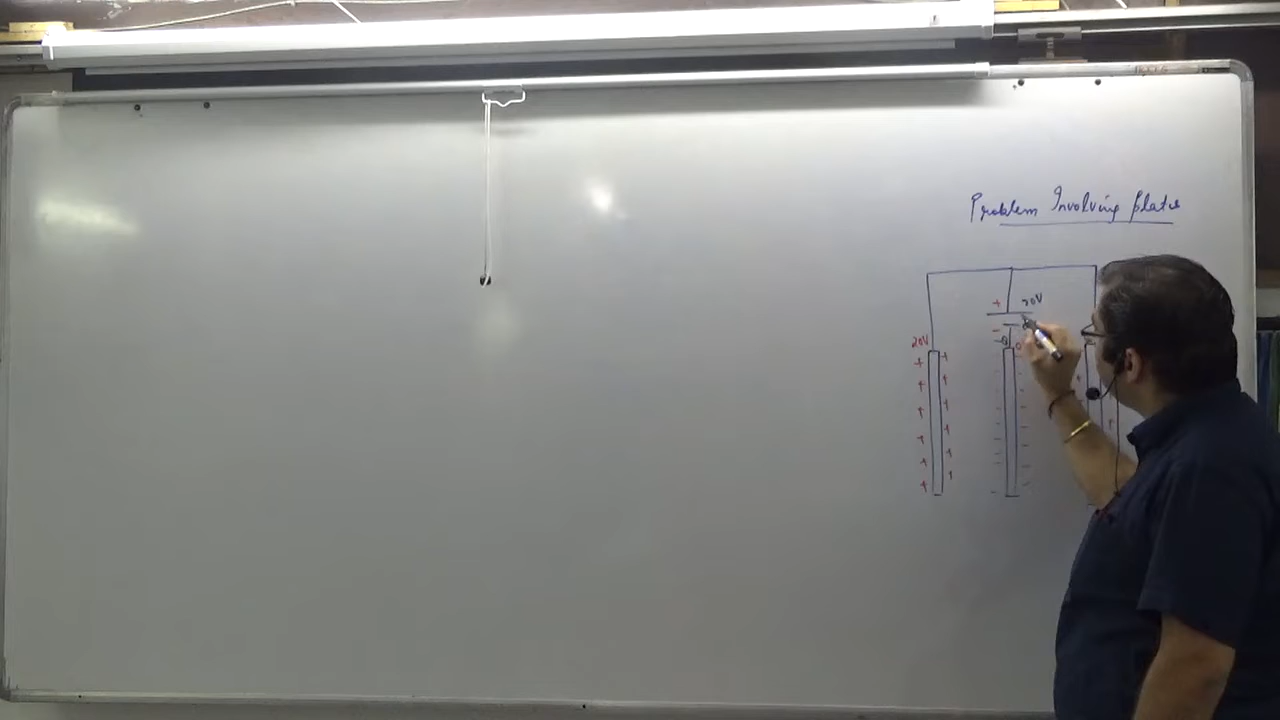 Problem Involving plates
+ 20V
-
20V
+ +
+ +
+ +
+ +
+ +
+ +